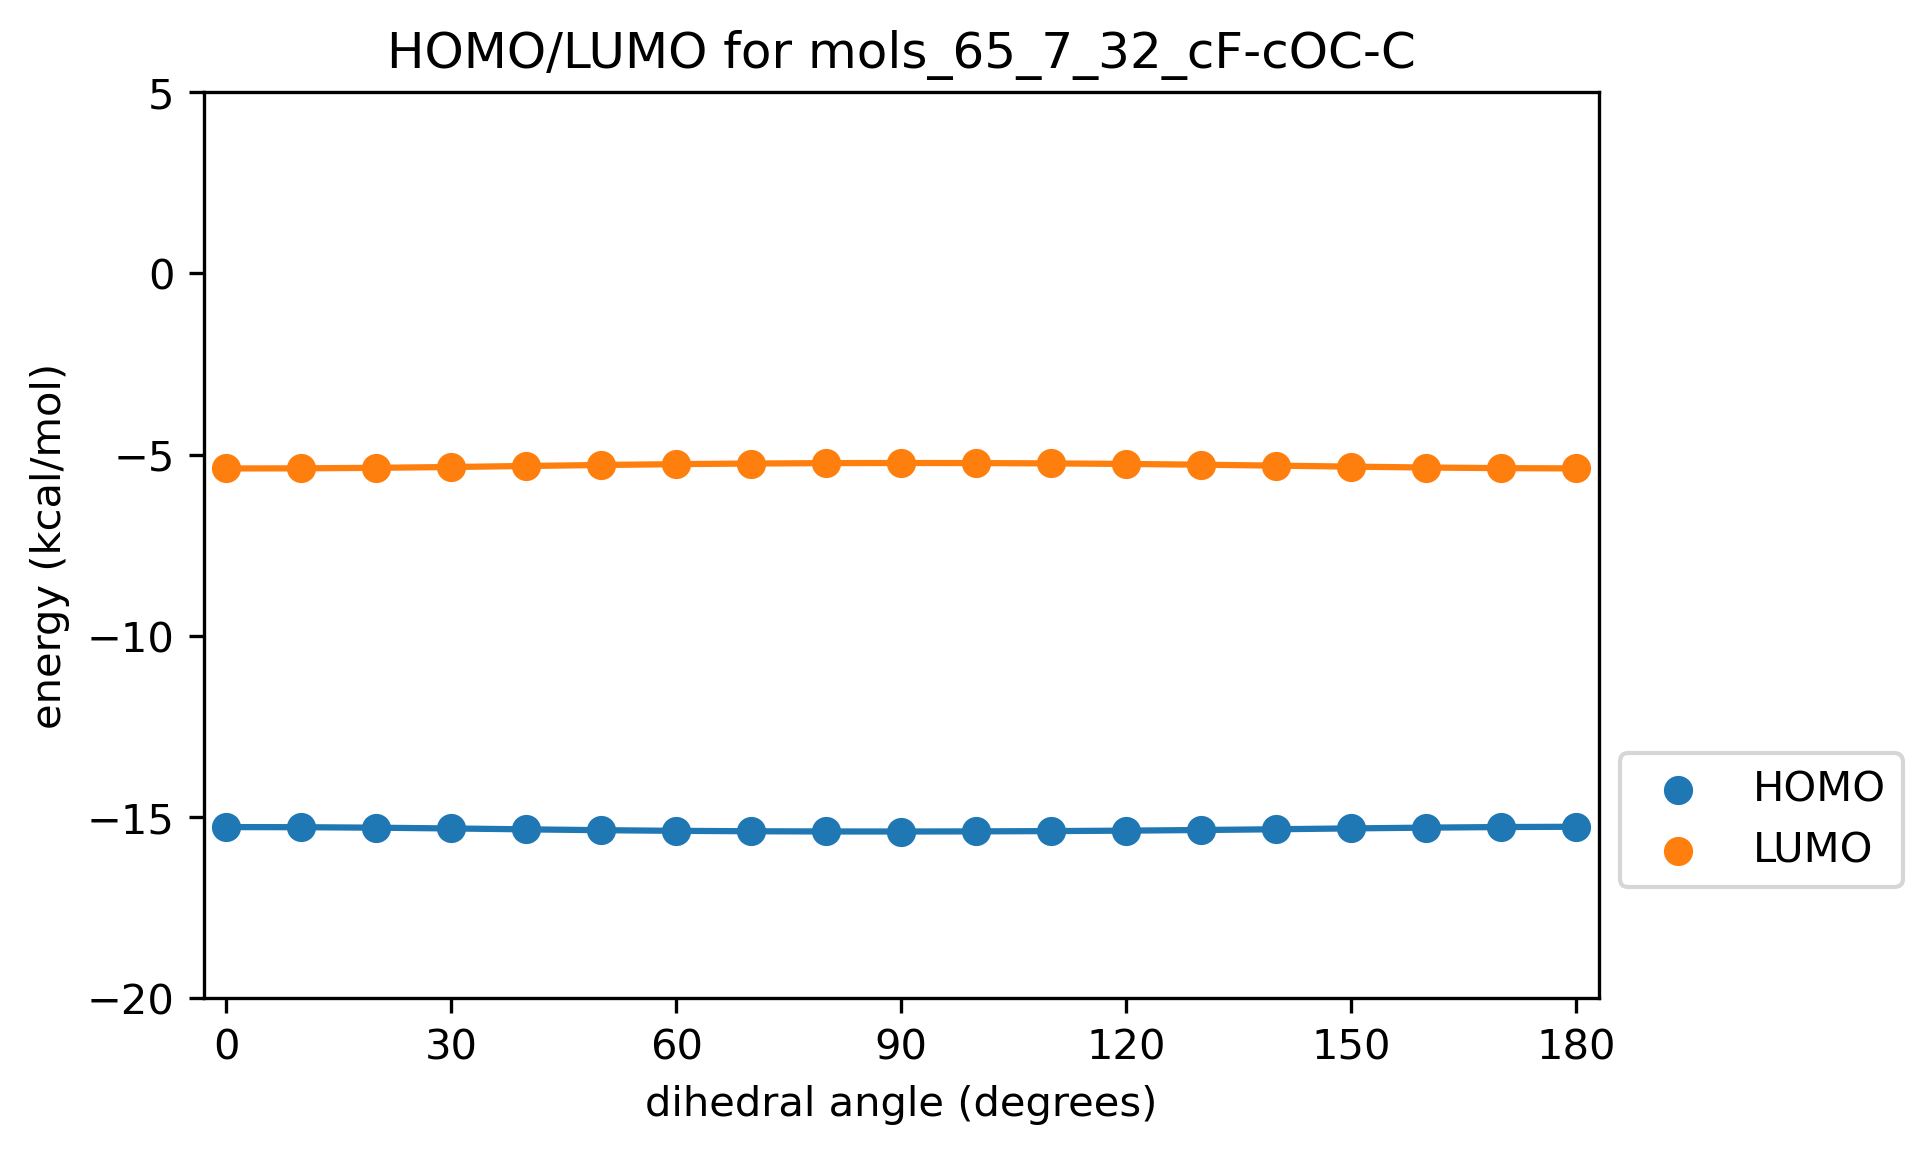 HOMO/LUMO for mols_65_7_32_cF-cOC-C
5
0
−5
−10
−15
−20
energy (kcal/mol)
0 30 60 90 120 150 180
dihedral angle (degrees)
HOMO
LUMO